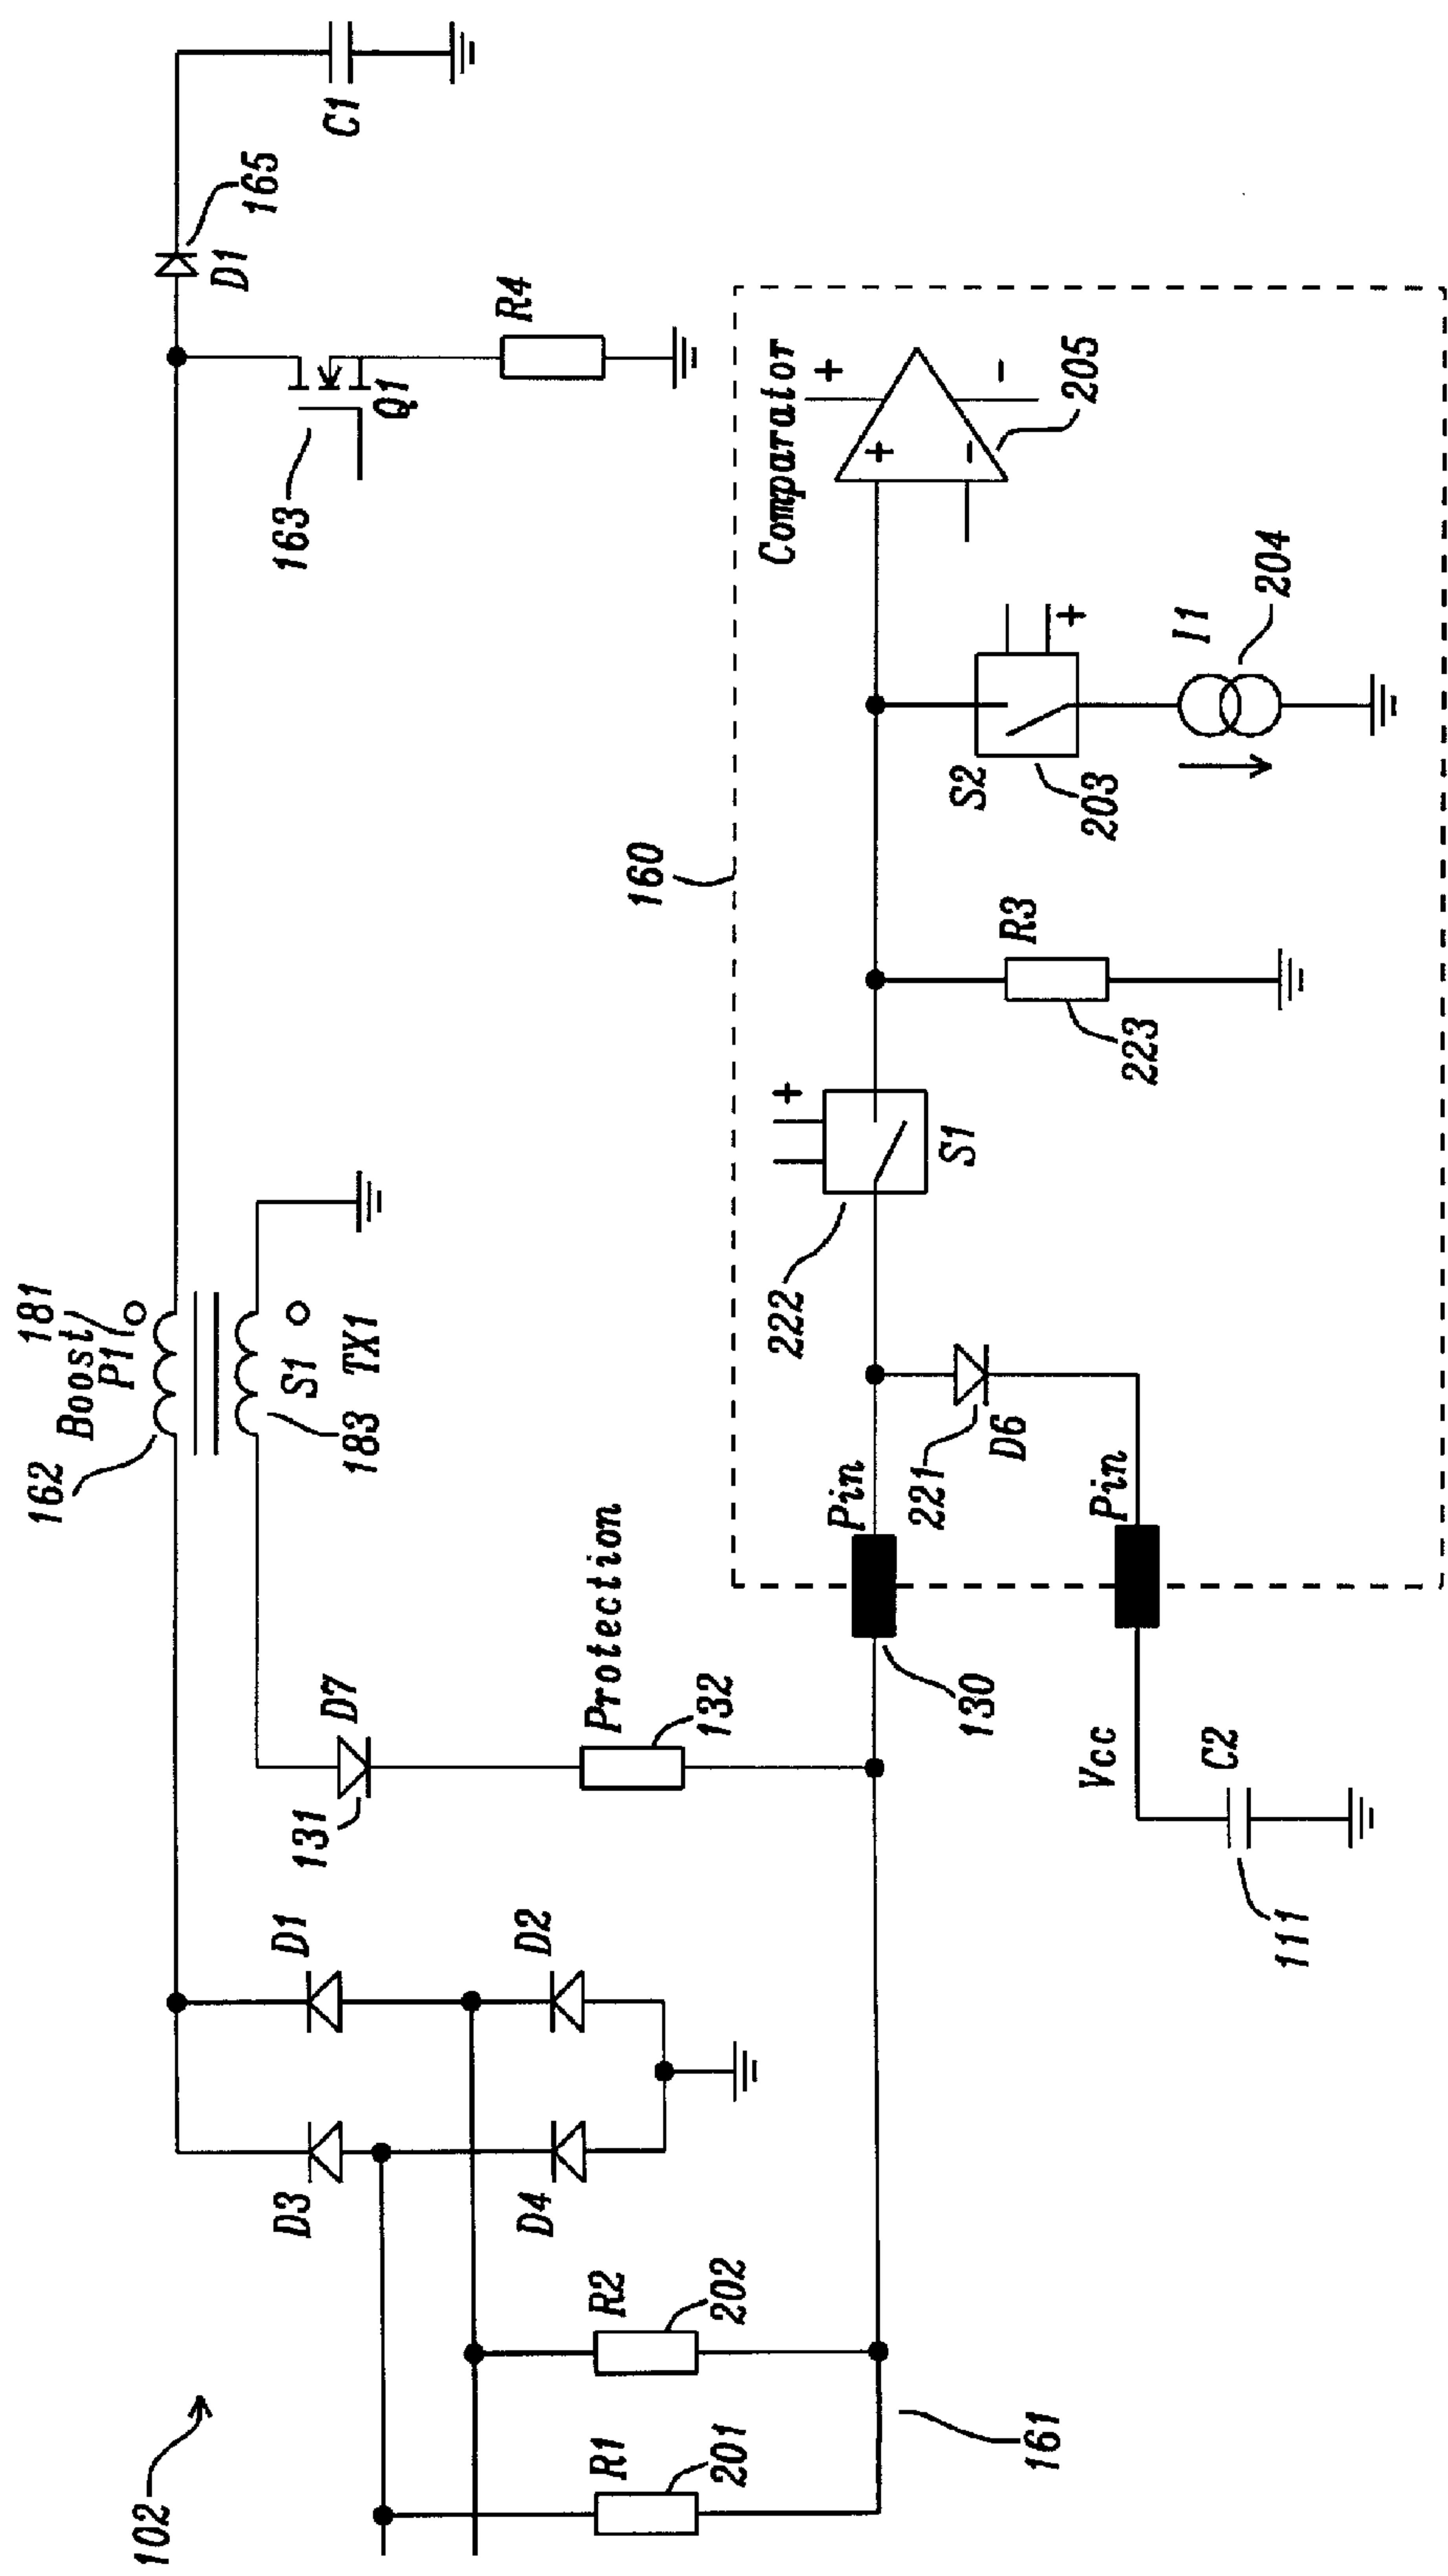 102
R1
201
R2
202
161
D3
D4
D1
D2
131
D7
Protection
132
130
Pin
Vcc
C2
111
Pin
162
Boost
P1
181
S1
183
TX1
221
D6
222
+
S1
160
R3
223
S2
203
+
I1
204
Comparator
+
-
+
-
205
163
Q1
R4
D1
165
C1